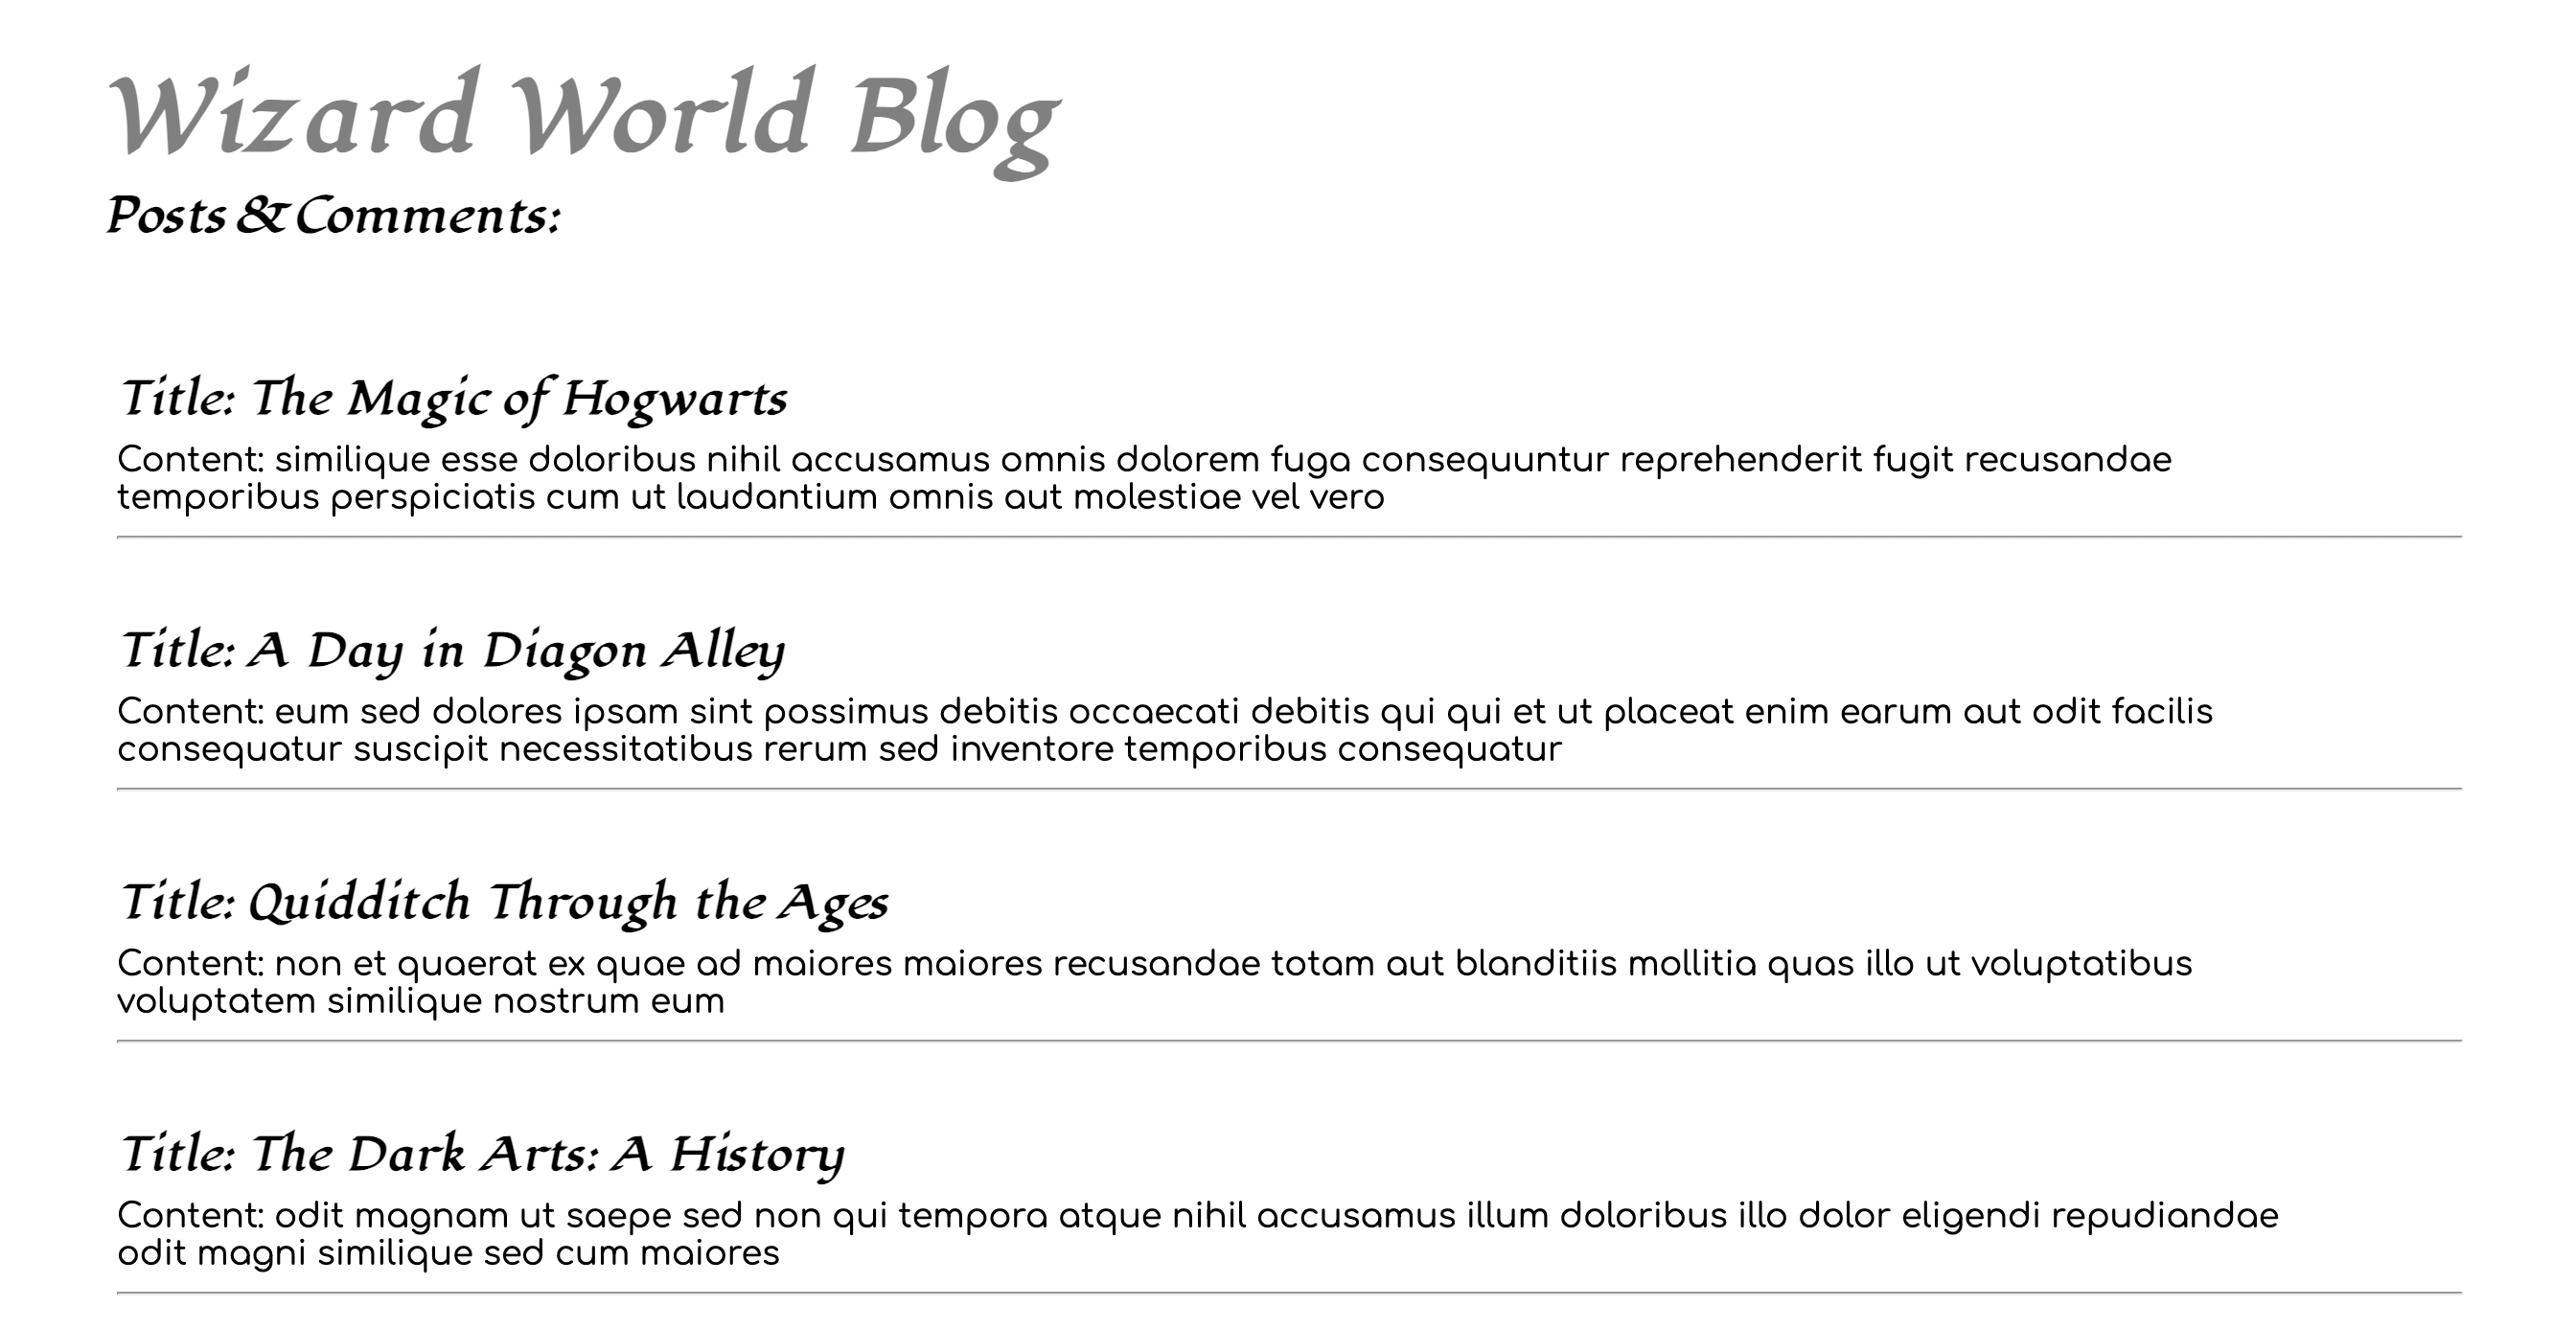 Wizard World Blog
Posts & Comments:
Title: The Magic of Hogwarts
Content: similique esse doloribus nihil accusamus omnis dolorem fuga consequuntur reprehenderit fugit recusandae
temporibus perspiciatis cum ut laudantium omnis aut molestiae vel vero
Title: A Day in Diagon Alley
Content: eum sed dolores ipsam sint possimus debitis occaecati debitis qui qui et ut placeat enim earum aut odit facilis
consequatur suscipit necessitatibus rerum sed inventore temporibus consequatur
Title: Quidditch Through the Ages
Content: non et quaerat ex quae ad maiores maiores recusandae totam aut blanditiis mollitia quas illo ut voluptatibus
voluptatem similique nostrum eum
Title: The Dark Arts: A History
Content: odit magnam ut saepe sed non qui tempora atque nihil accusamus illum doloribus illo dolor eligendi repudiandae
odit magni similique sed cum maiores